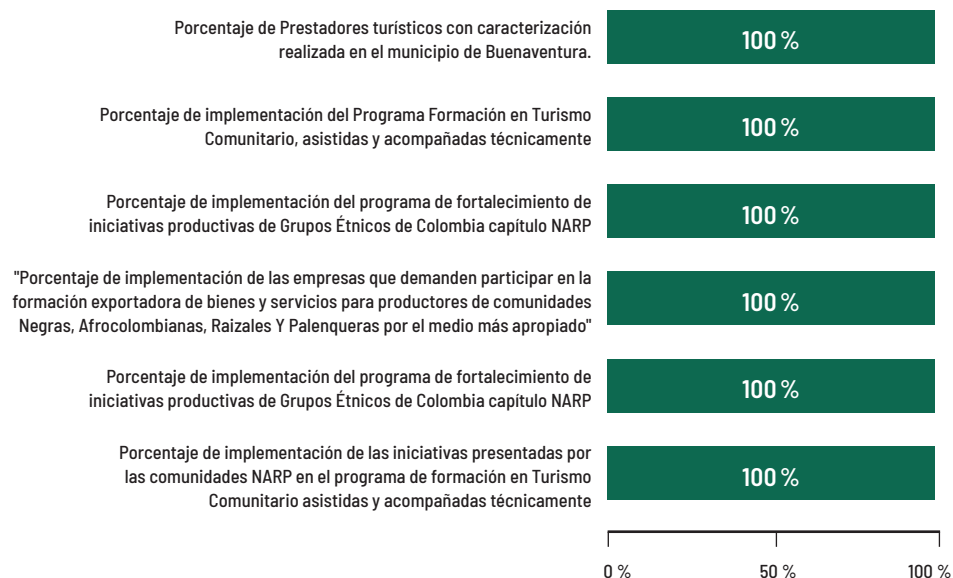 Porcentaje de Prestadores turísticos con caracterización
realizada en el municipio de Buenaventura.
100 %
Porcentaje de implementación del Programa Formación en Turismo
Comunitario, asistidas y acompañadas técnicamente
100 %
Porcentaje de implementación del programa de fortalecimiento de
iniciativas productivas de Grupos Étnicos de Colombia capítulo NARP
100 %
"Porcentaje de implementación de las empresas que demanden participar en la
formación exportadora de bienes y servicios para productores de comunidades
Negras, Afrocolombianas, Raizales Y Palenqueras por el medio más apropiado"
100 %
Porcentaje de implementación del programa de fortalecimiento de
iniciativas productivas de Grupos Étnicos de Colombia capítulo NARP
100 %
Porcentaje de implementación de las iniciativas presentadas por
las comunidades NARP en el programa de formación en Turismo
Comunitario asistidas y acompañadas técnicamente
100 %
0 % 50 % 100 %